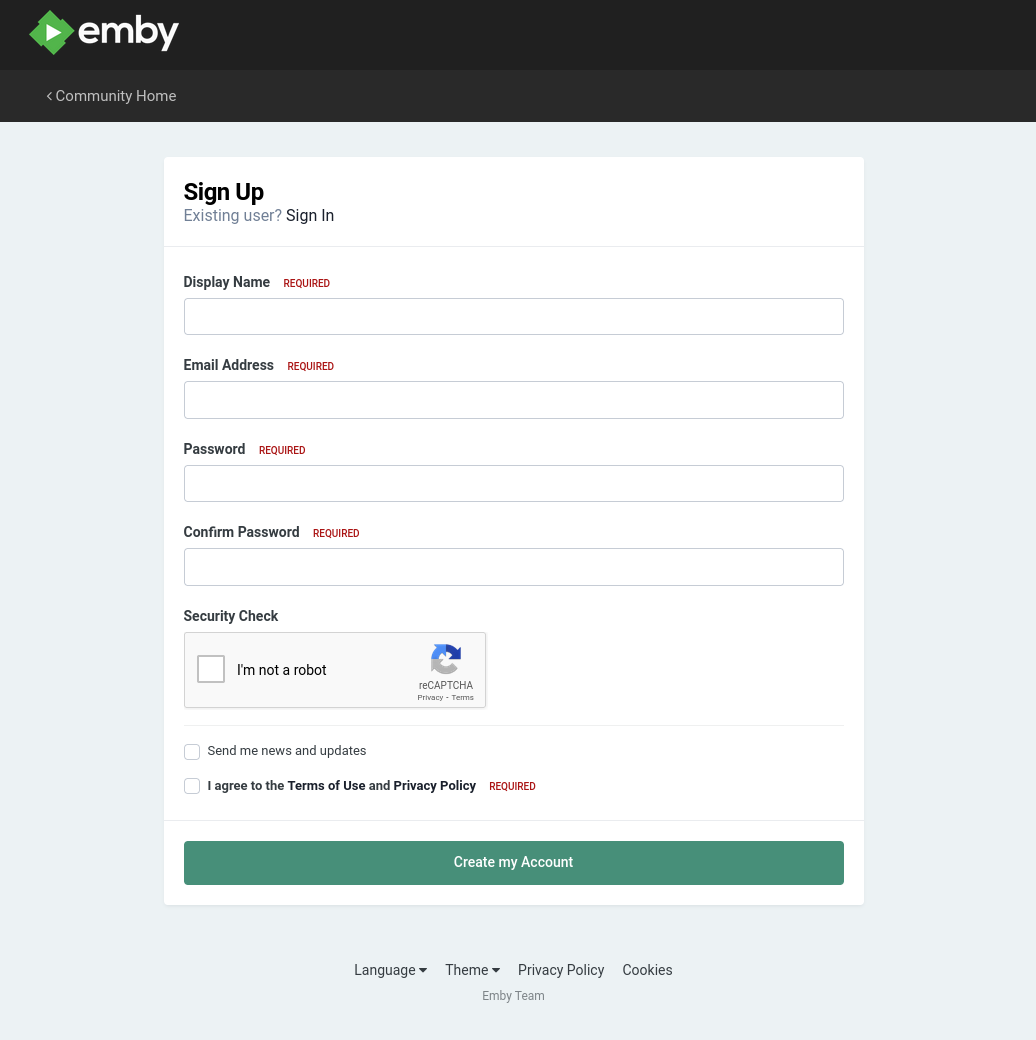 emby
Community Home
Sign Up
Existing user? Sign In
Display Name REQUIRED
Email Address REQUIRED
Password REQUIRED
Confirm Password REQUIRED
Security Check
I'm not a robot
reCAPTCHA
Privacy - Terms
Send me news and updates
I agree to the Terms of Use and Privacy Policy REQUIRED
Create my Account
Language Theme Privacy Policy Cookies
Emby Team